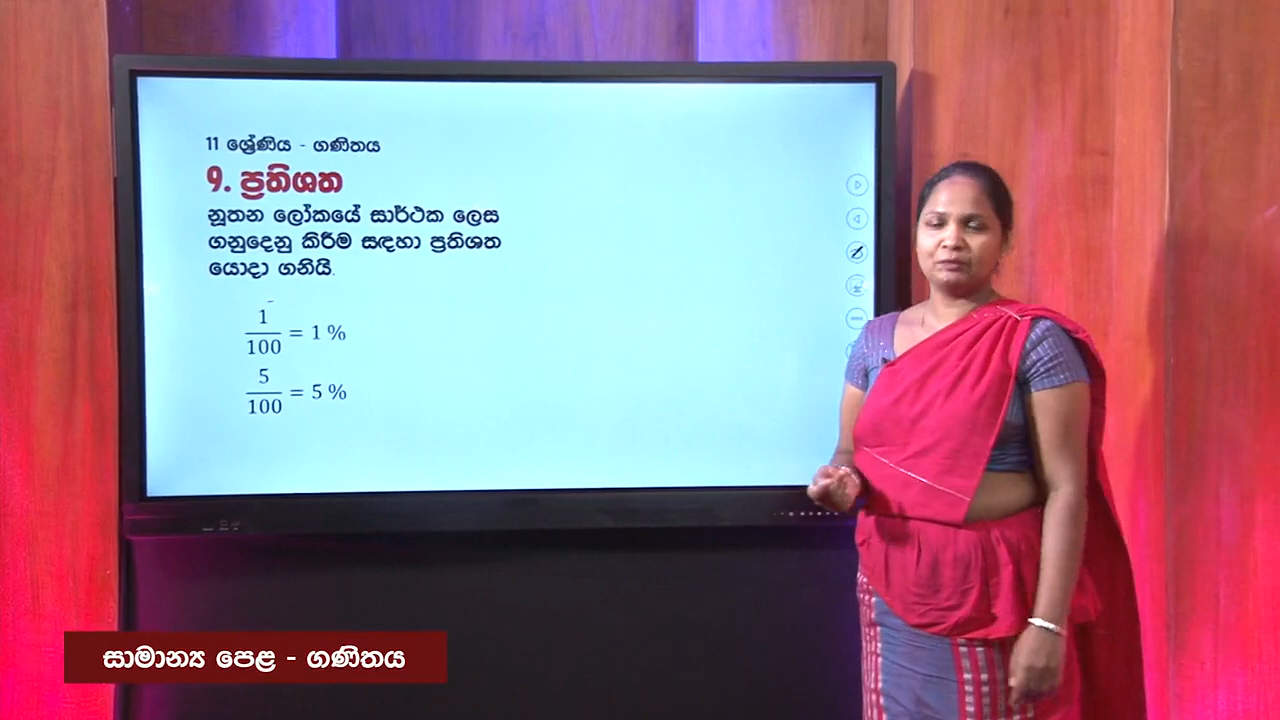 11 ශ්‍රේණිය - ගණිතය
9. ප්‍රතිශත
නූතන ලෝකයේ සාර්ථක ලෙස
ගනුදෙනු කිරීම සඳහා ප්‍රතිශත
යොදා ගනියි.
1/100 = 1 %
5/100 = 5 %
සාමාන්‍ය පෙළ - ගණිතය